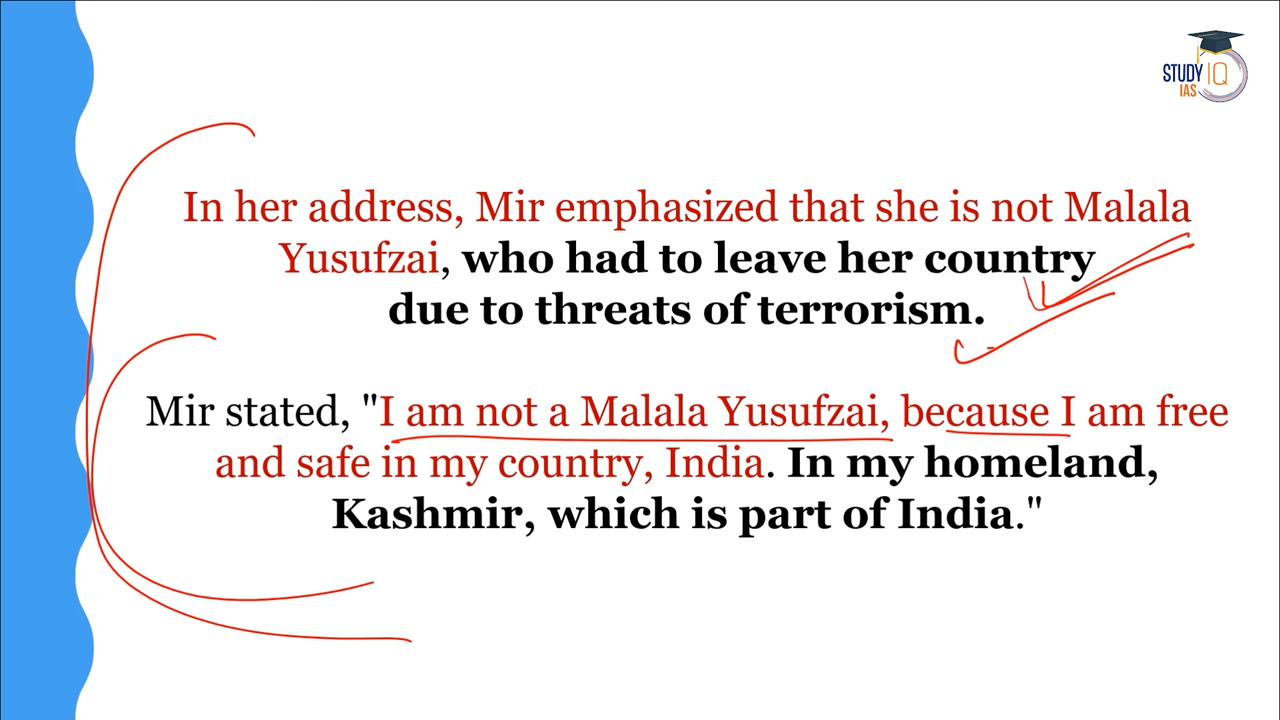 STUDY IQ
IAS
In her address, Mir emphasized that she is not Malala
Yusufzai, who had to leave her country
due to threats of terrorism.
Mir stated, "I am not a Malala Yusufzai, because I am free
and safe in my country, India. In my homeland,
Kashmir, which is part of India."